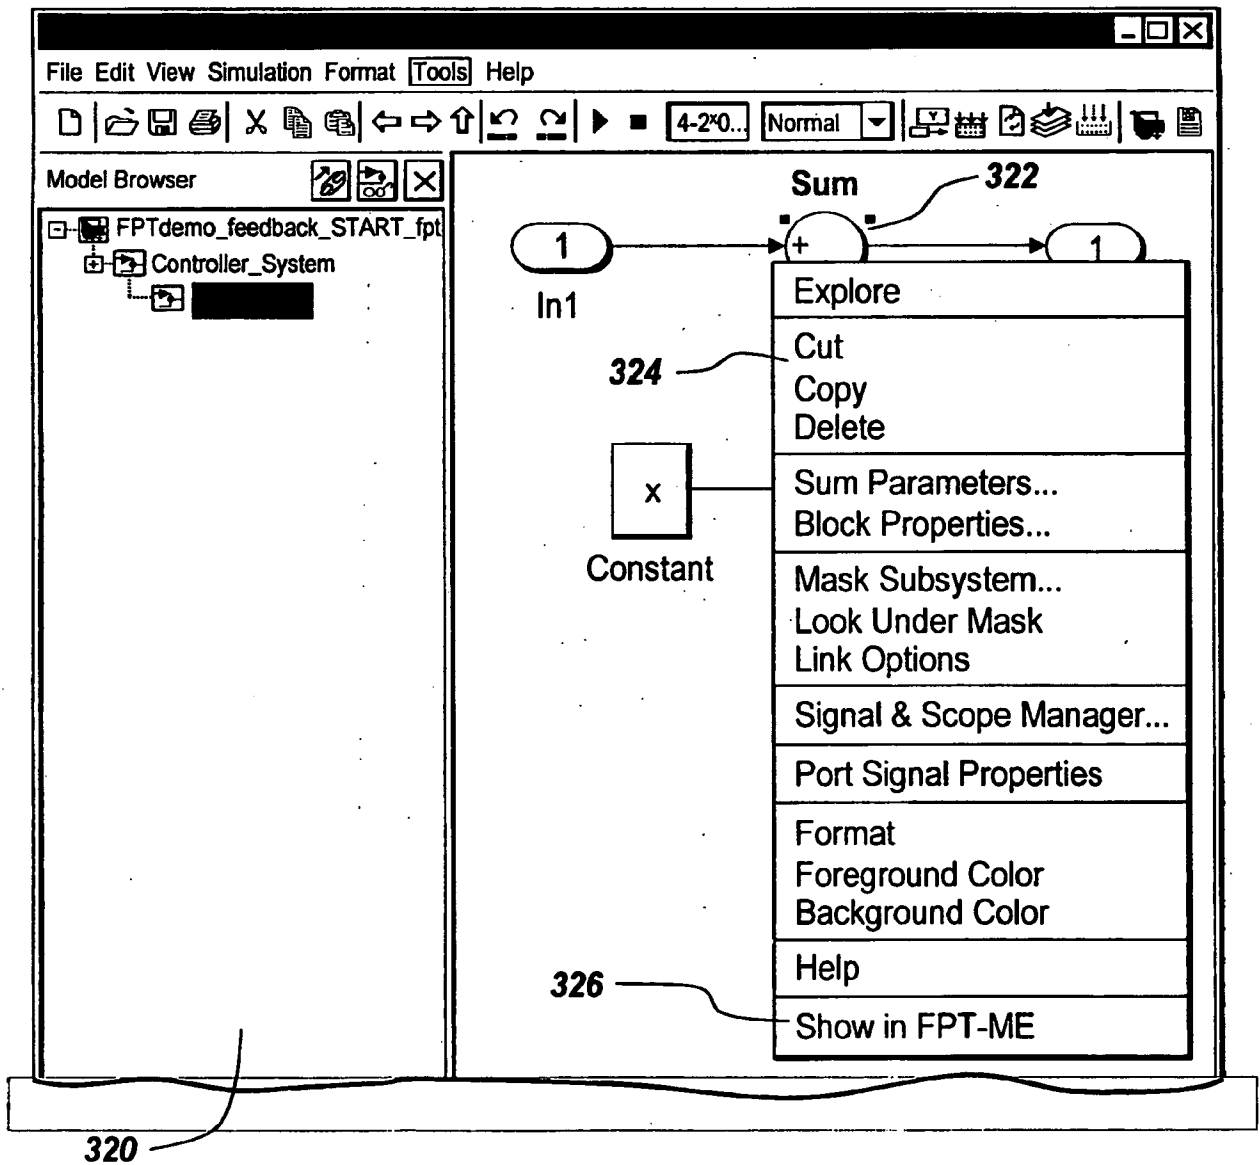 File Edit View Simulation Format Tools Help
4-2x0... Normal
Model Browser
FPTdemo_feedback_START_fpt
Controller_System
Sum
322
1
+
1
In1
Explore
324
Cut
Copy
Delete
x
Constant
Sum Parameters...
Block Properties...
Mask Subsystem...
Look Under Mask
Link Options
Signal & Scope Manager...
Port Signal Properties
Format
Foreground Color
Background Color
Help
326
Show in FPT-ME
320